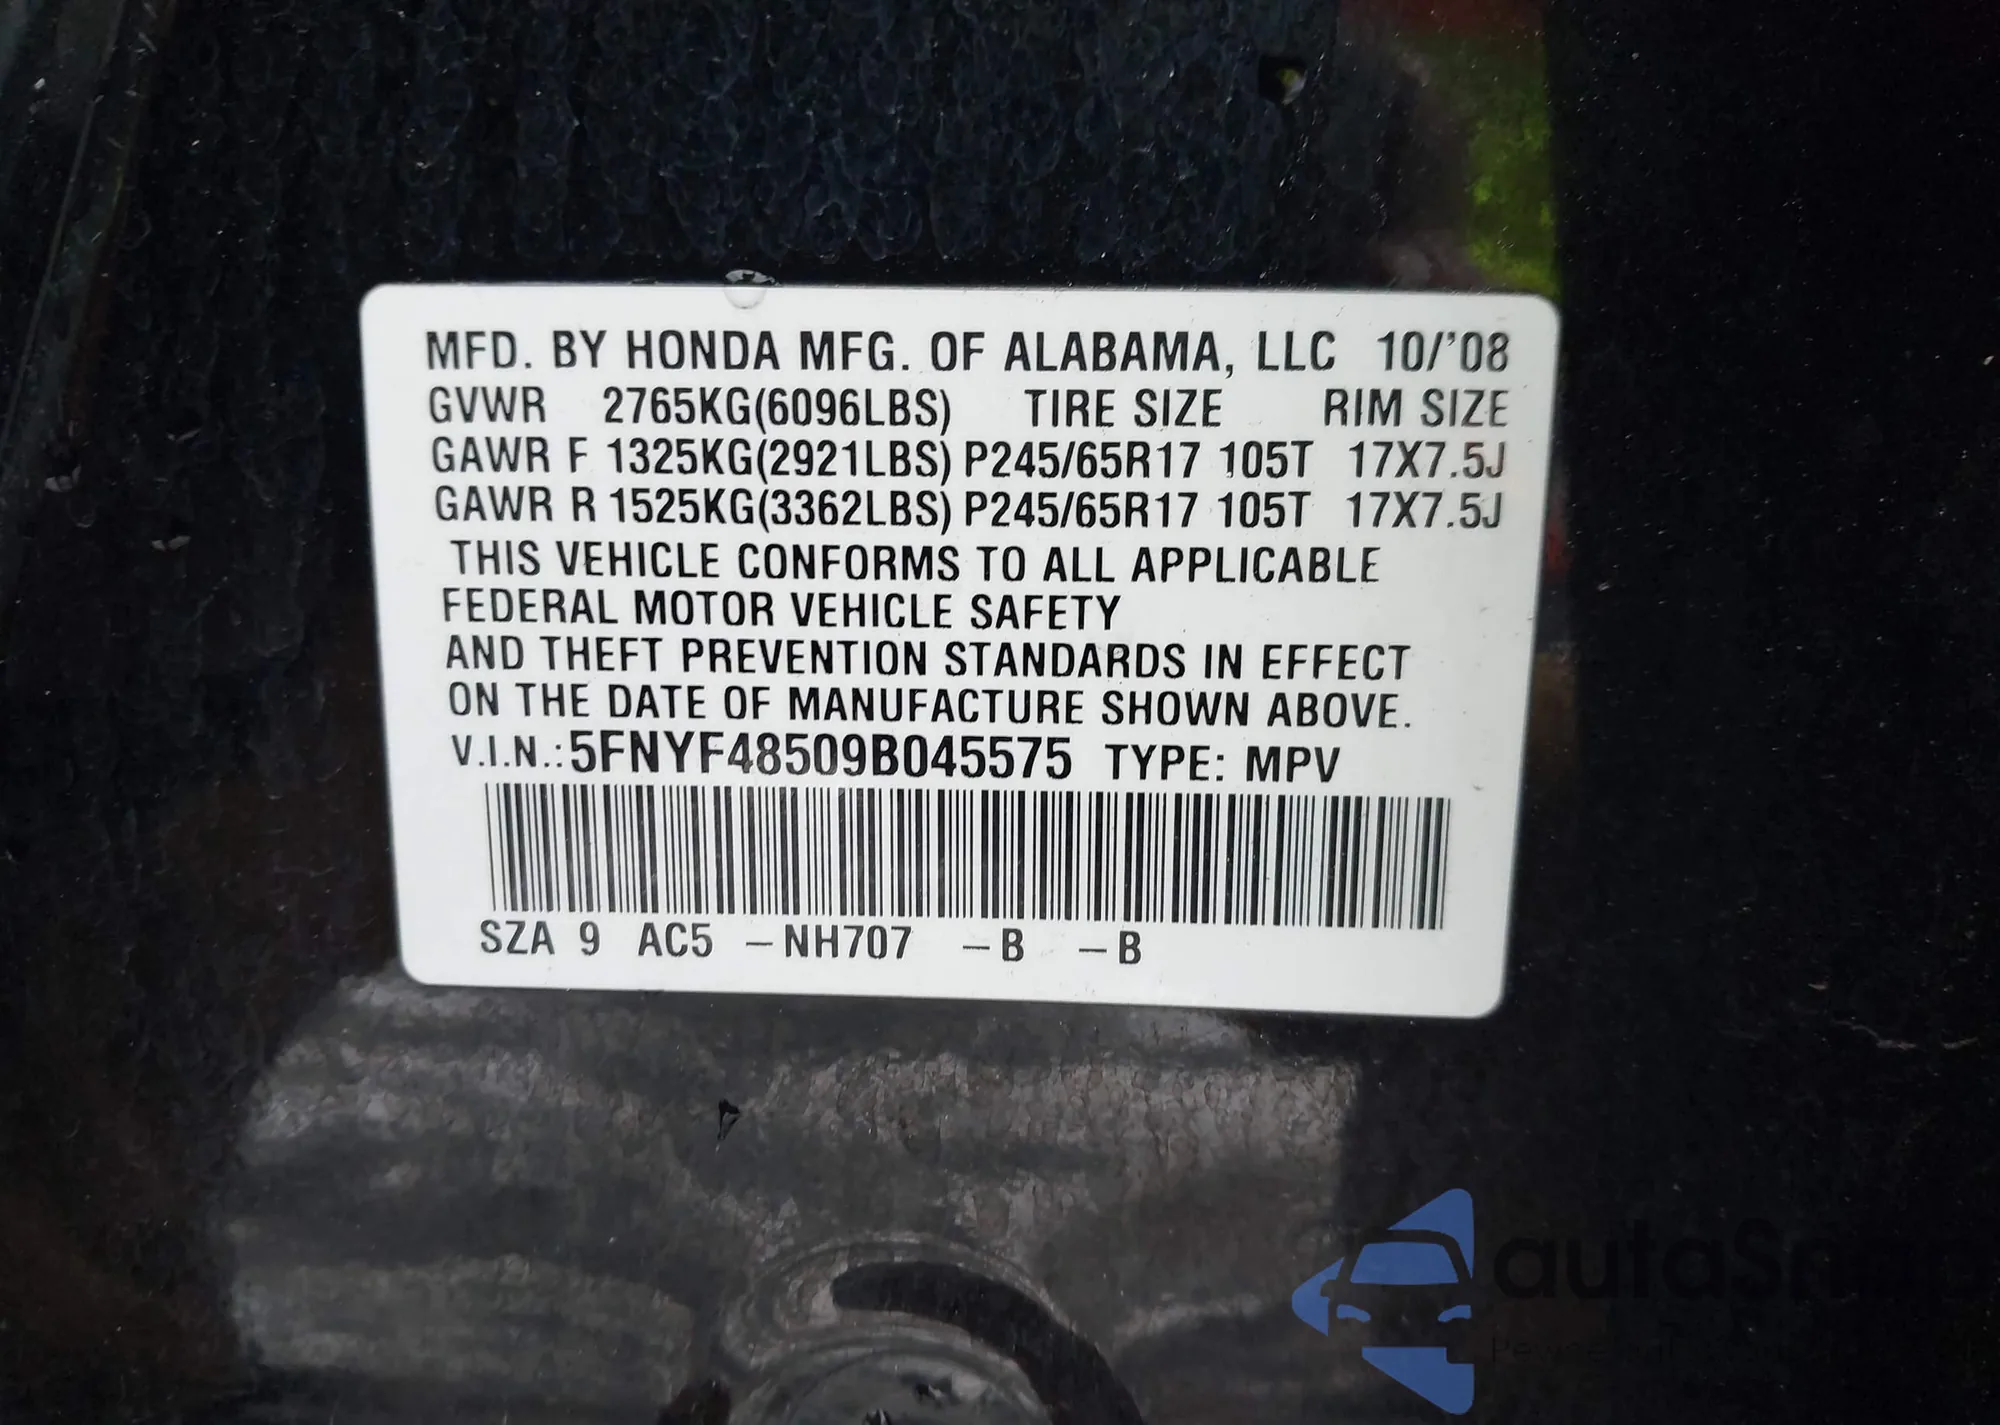 MFD. BY HONDA MFG. OF ALABAMA, LLC 10/'08
GVWR 2765KG(6096LBS) TIRE SIZE RIM SIZE
GAWR F 1325KG(2921LBS) P245/65R17 105T 17X7.5J
GAWR R 1525KG(3362LBS) P245/65R17 105T 17X7.5J
THIS VEHICLE CONFORMS TO ALL APPLICABLE
FEDERAL MOTOR VEHICLE SAFETY
AND THEFT PREVENTION STANDARDS IN EFFECT
ON THE DATE OF MANUFACTURE SHOWN ABOVE.
V.I.N.: 5FNYF48509B045575 TYPE: MPV
SZA 9 AC5 –NH707 –B –B